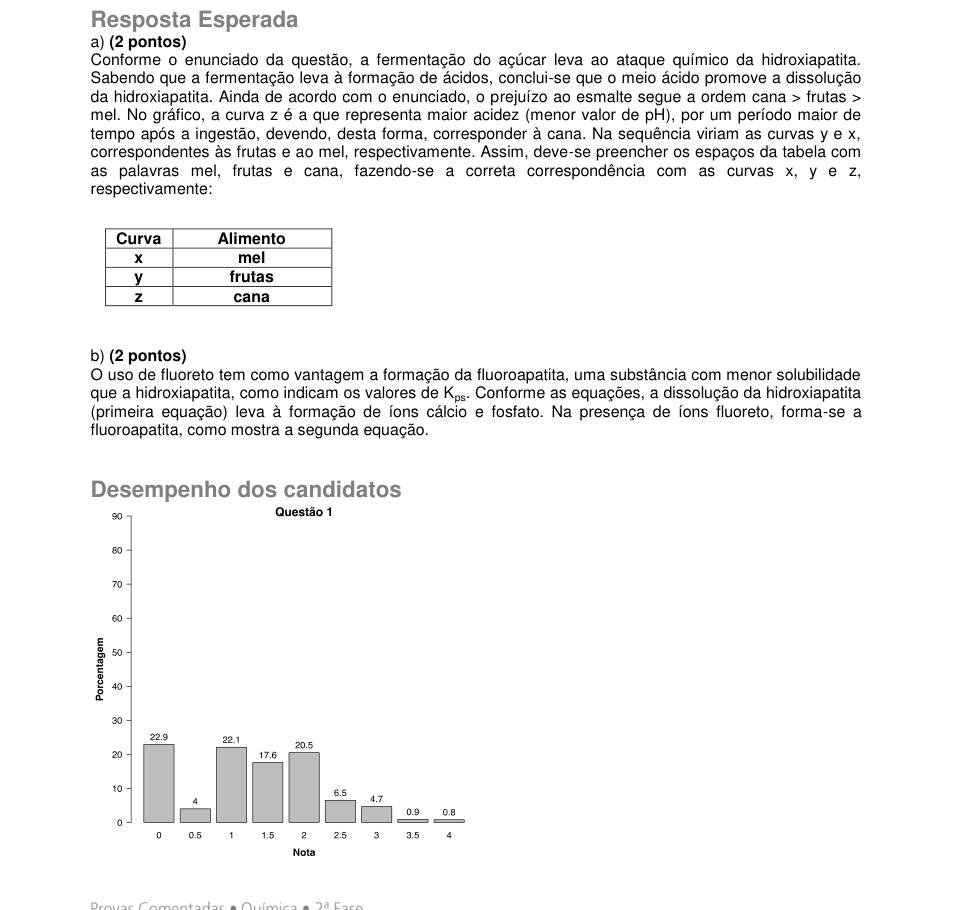 Resposta Esperada
a) (2 pontos)
Conforme o enunciado da questão, a fermentação do açúcar leva ao ataque químico da hidroxiapatita.
Sabendo que a fermentação leva à formação de ácidos, conclui-se que o meio ácido promove a dissolução
da hidroxiapatita. Ainda de acordo com o enunciado, o prejuízo ao esmalte segue a ordem cana > frutas >
mel. No gráfico, a curva z é a que representa maior acidez (menor valor de pH), por um período maior de
tempo após a ingestão, devendo, desta forma, corresponder à cana. Na sequência viriam as curvas y e x,
correspondentes às frutas e ao mel, respectivamente. Assim, deve-se preencher os espaços da tabela com
as palavras mel, frutas e cana, fazendo-se a correta correspondência com as curvas x, y e z,
respectivamente:
Curva Alimento
x mel
y frutas
z cana
b) (2 pontos)
O uso de fluoreto tem como vantagem a formação da fluoroapatita, uma substância com menor solubilidade
que a hidroxiapatita, como indicam os valores de Kps. Conforme as equações, a dissolução da hidroxiapatita
(primeira equação) leva à formação de íons cálcio e fosfato. Na presença de íons fluoreto, forma-se a
fluoroapatita, como mostra a segunda equação.
Desempenho dos candidatos
Questão 1
90
80
70
60
50
40
30
20
10
0
Porcentagem
22.9
4
22.1
17.6
20.5
6.5
4.7
0.9
0.8
0 0.5 1 1.5 2 2.5 3 3.5 4
Nota
Provas Comentadas • Química • 2ª Fase